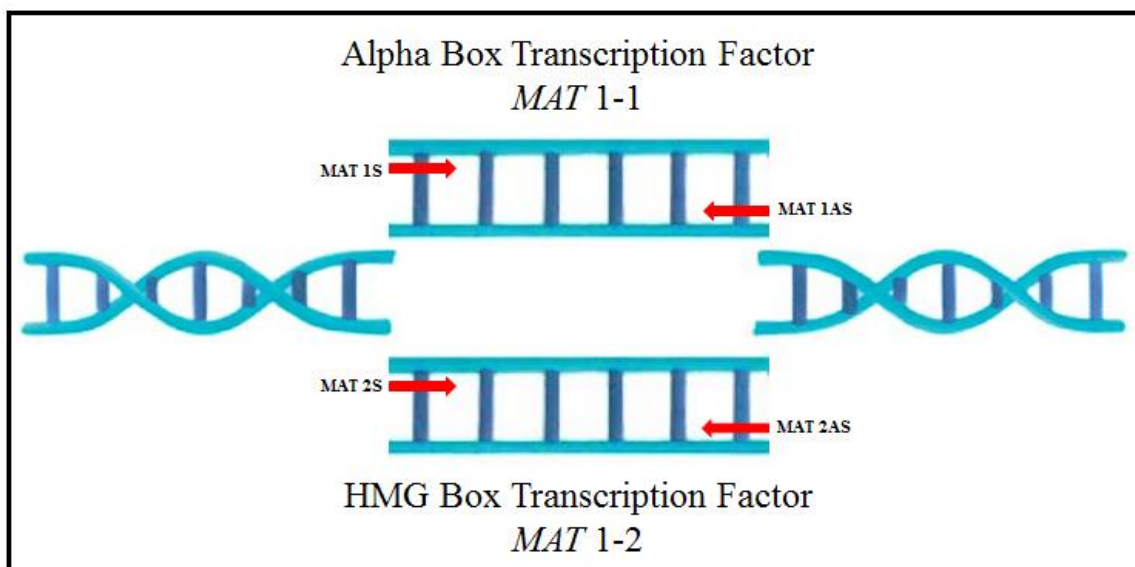 Alpha Box Transcription Factor
MAT 1-1
MAT 1S
MAT 1AS
MAT 2S
MAT 2AS
HMG Box Transcription Factor
MAT 1-2